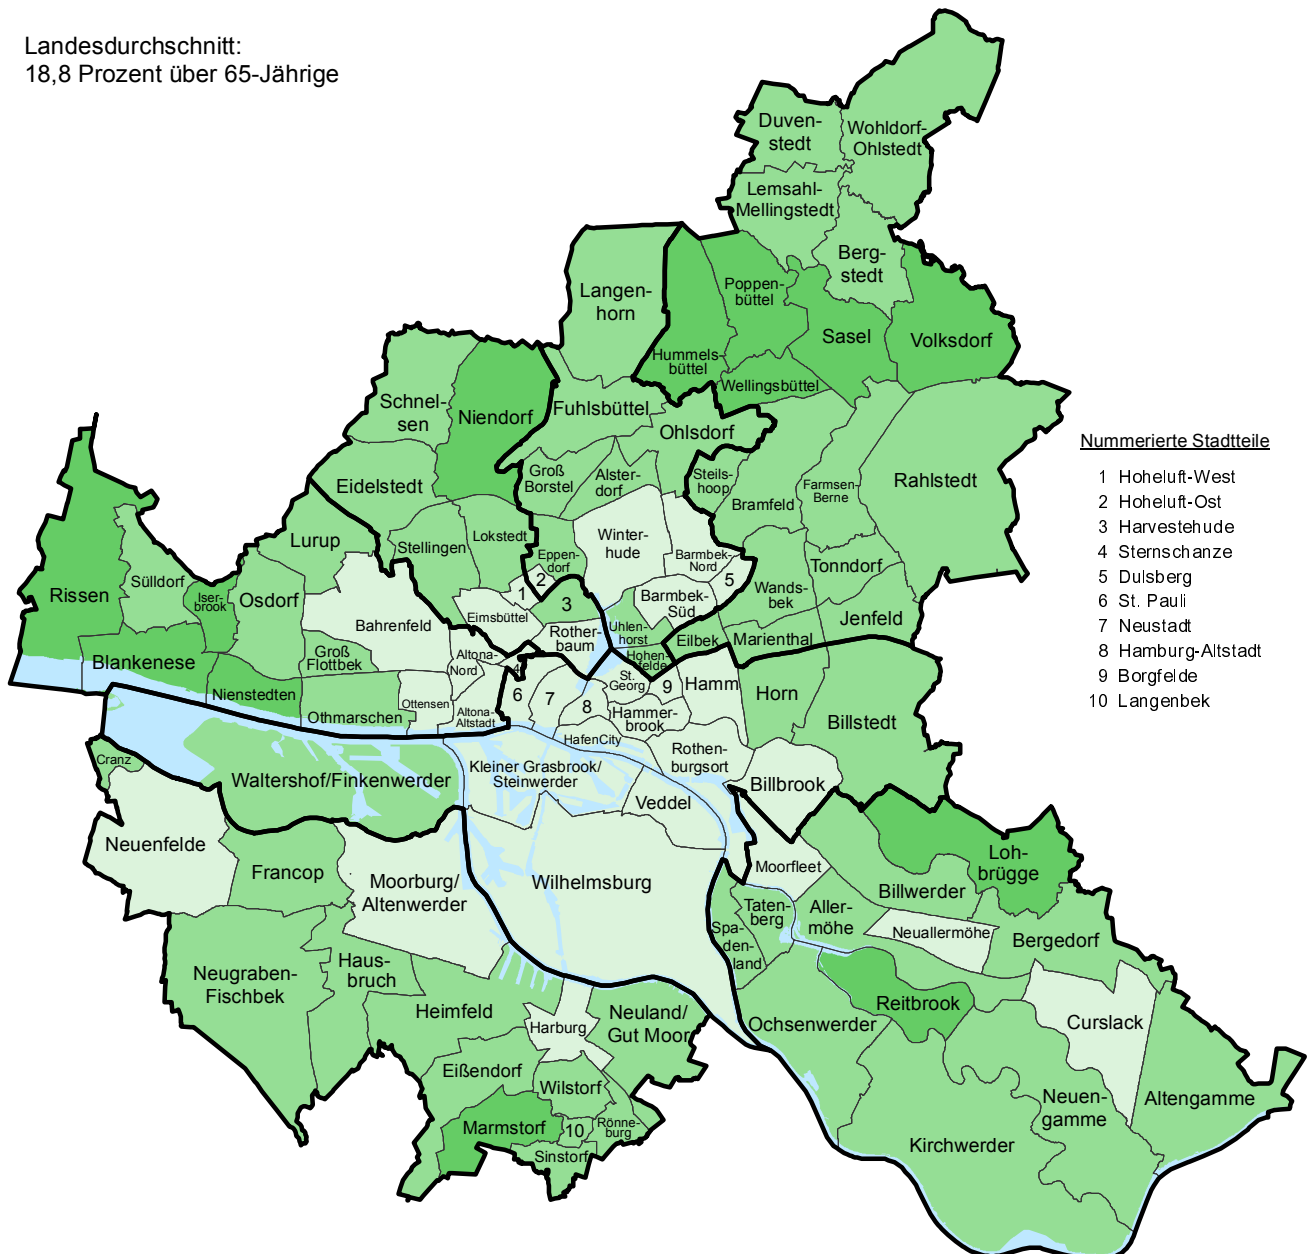 Landesdurchschnitt:
18,8 Prozent über 65-Jährige
Duven-
stedt
Wohldorf-
Ohlstedt
Lemsahl-
Mellingstedt
Berg-
stedt
Langen-
horn
Poppen-
büttel
Hummels-
büttel
Sasel
Volksdorf
Wellingsbüttel
Schnel-
sen
Niendorf
Fuhlsbüttel
Ohlsdorf
Nummerierte Stadtteile
1 Hoheluft-West
2 Hoheluft-Ost
3 Harvestehude
4 Sternschanze
5 Dulsberg
6 St. Pauli
7 Neustadt
8 Hamburg-Altstadt
9 Borgfelde
10 Langenbek
Eidelstedt
Groß
Borstel
Alster-
dorf
Steils-
hoop
Bramfeld
Farmsen-
Berne
Rahlstedt
Lurup
Stellingen
Lokstedt
Eppen-
dorf
Winter-
hude
Barmbek-
Nord
5
Tonndorf
Wands-
bek
Jenfeld
Rissen
Sülldorf
Iser-
brook
Osdorf
Bahrenfeld
Eimsbüttel
1
2
3
Rother-
baum
Uhlen-
horst
Barmbek-
Süd
Eilbek
Marienthal
Hohen-
felde
Blankenese
Nienstedten
Groß
Flottbek
Othmarschen
Ottensen
Altona-
Nord
Altona-
Altstadt
4
6
7
8
St.
Georg
9
Hamm
Horn
Billstedt
Hammer-
brook
HafenCity
Rothen-
burgsort
Billbrook
Cranz
Waltershof/Finkenwerder
Kleiner Grasbrook/
Steinwerder
Veddel
Neuenfelde
Francop
Moorburg/
Altenwerder
Wilhelmsburg
Moorfleet
Loh-
brügge
Billwerder
Taten-
berg
Aller-
möhe
Neuallermöhe
Bergedorf
Spa-
den-
land
Neugraben-
Fischbek
Haus-
bruch
Heimfeld
Harburg
Neuland/
Gut Moor
Ochsenwerder
Reitbrook
Curslack
Eißendorf
Wilstorf
Marmstorf
10
Rönne-
burg
Sinstorf
Neuen-
gamme
Altengamme
Kirchwerder